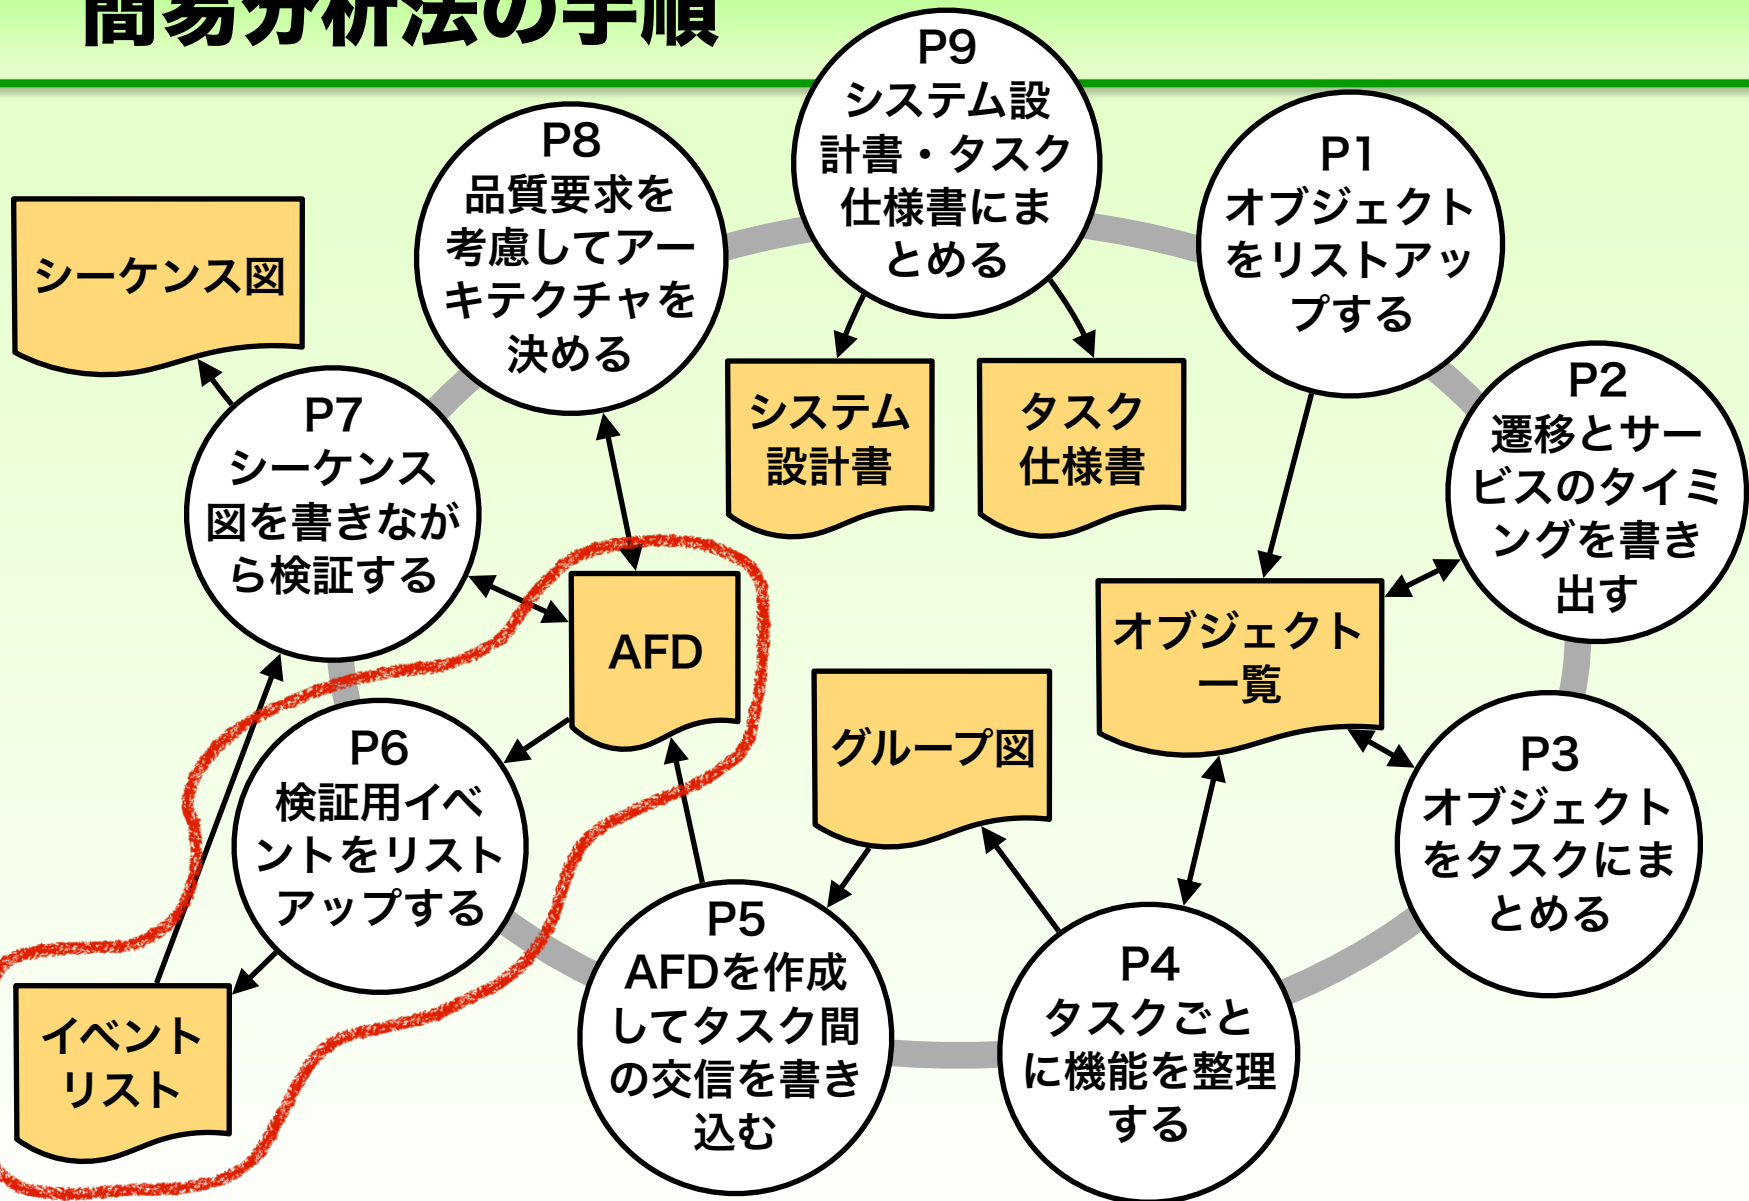 簡易分析法の手順
P9
システム設
計書・タスク
仕様書にま
とめる
P8
品質要求を
考慮してアー
キテクチャを
決める
P1
オブジェクト
をリストアッ
プする
シーケンス図
P7
シーケンス
図を書きなが
ら検証する
システム
設計書
タスク
仕様書
P2
遷移とサー
ビスのタイミ
ングを書き
出す
AFD
オブジェクト
一覧
グループ図
P6
検証用イベ
ントをリスト
アップする
P3
オブジェクト
をタスクにま
とめる
イベント
リスト
P5
AFDを作成
してタスク間
の交信を書き
込む
P4
タスクごと
に機能を整理
する